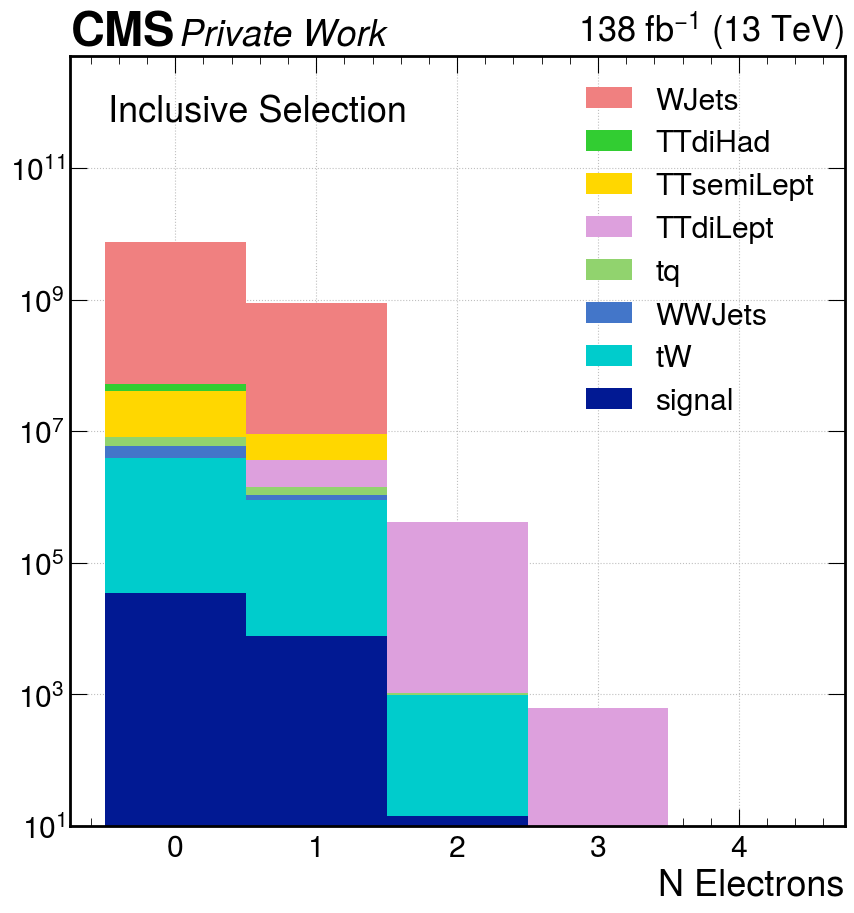 CMS Private Work 138 fb⁻¹ (13 TeV)
Inclusive Selection
WJets
TTdiHad
TTsemiLept
TTdiLept
tq
WWJets
tW
signal
10¹¹
10⁹
10⁷
10⁵
10³
10¹
0 1 2 3 4
N Electrons